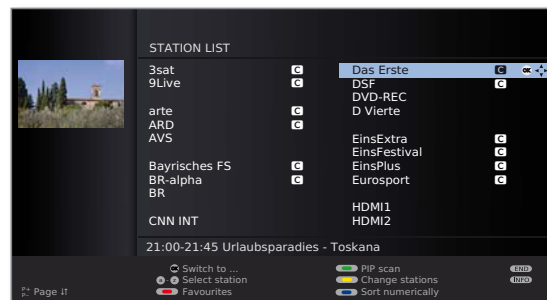 STATION LIST
3sat C
9Live C
arte C
ARD C
AVS
Bayrisches FS C
BR-alpha C
BR
CNN INT
Das Erste C OK
DSF C
DVD-REC
D Vierte
EinsExtra C
EinsFestival C
EinsPlus C
Eurosport C
HDMI1
HDMI2
21:00-21:45 Urlaubsparadies - Toskana
OK Switch to ...
Select station
Favourites
PIP scan
Change stations
Sort numerically
END
INFO
P+ P- Page ↓↑